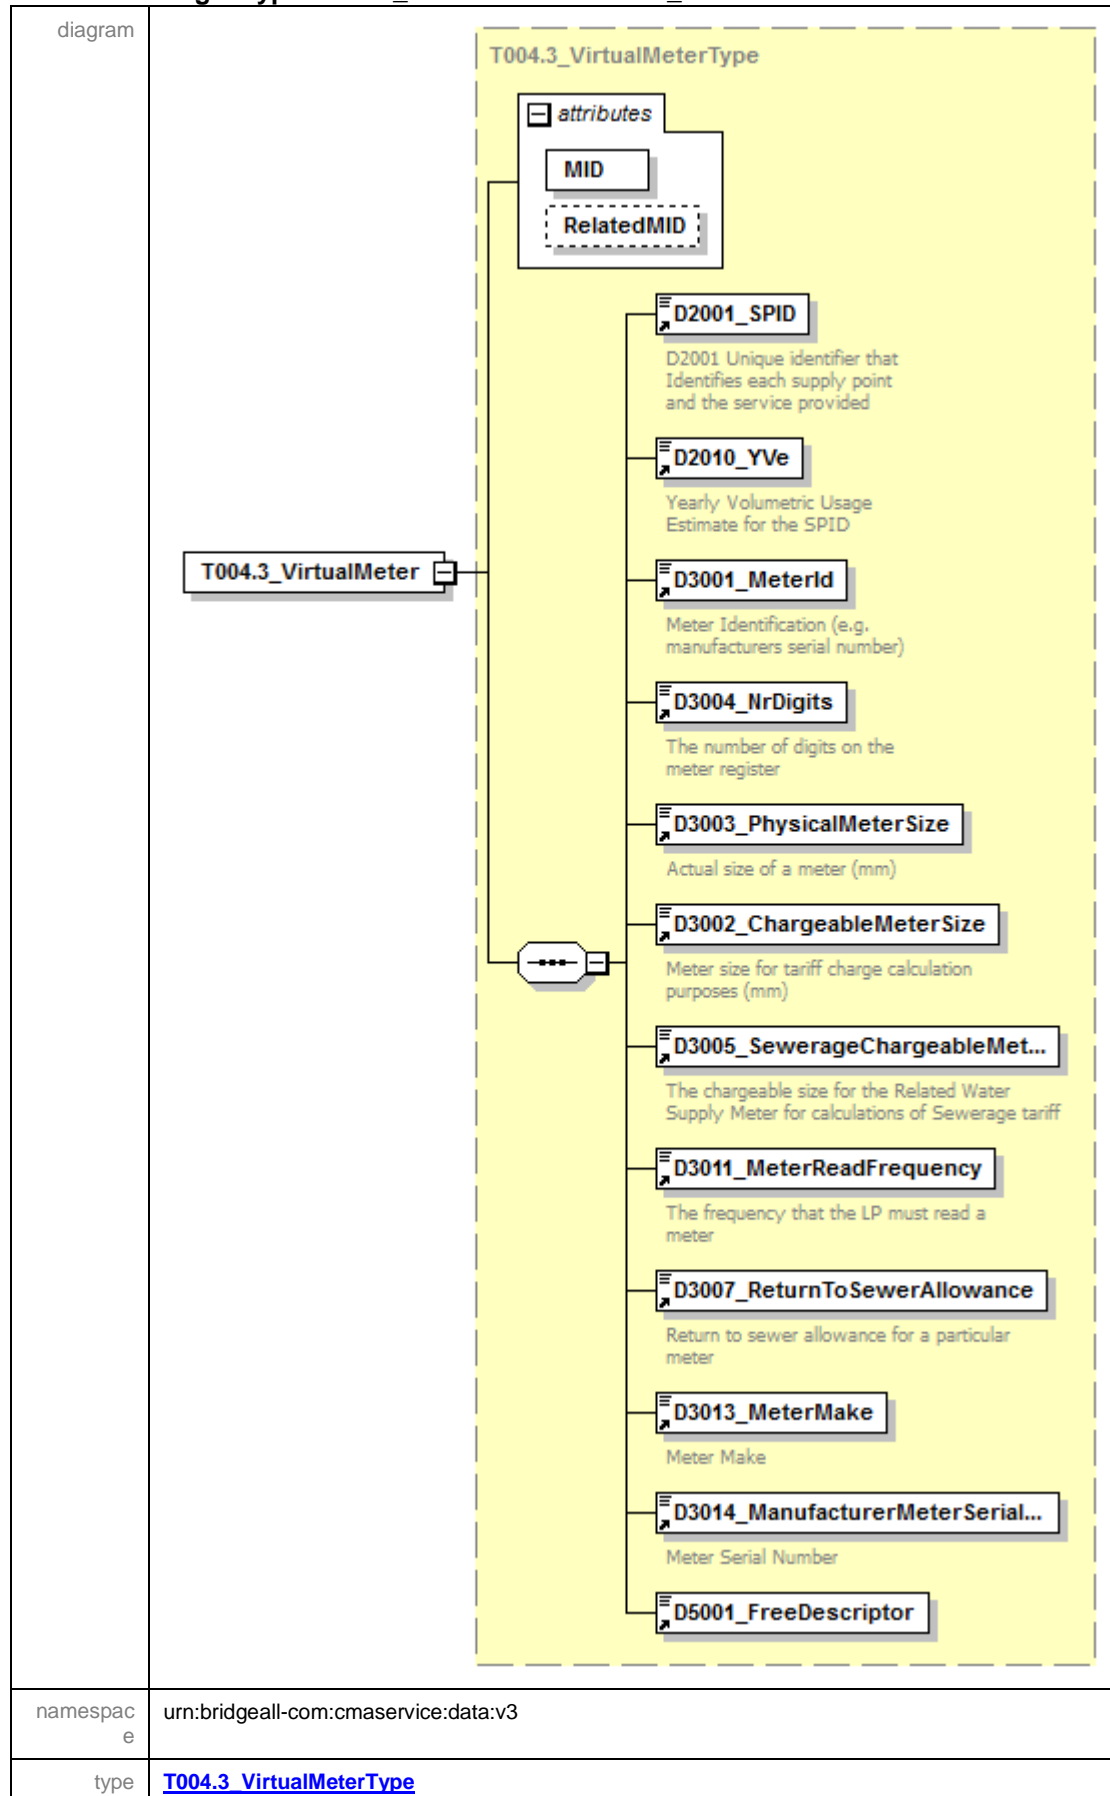 diagram
T004.3_VirtualMeterType
attributes
MID
RelatedMID
D2001_SPID
D2001 Unique identifier that
Identifies each supply point
and the service provided
D2010_YVe
Yearly Volumetric Usage
Estimate for the SPID
T004.3_VirtualMeter
D3001_MeterId
Meter Identification (e.g.
manufacturers serial number)
D3004_NrDigits
The number of digits on the
meter register
D3003_PhysicalMeterSize
Actual size of a meter (mm)
D3002_ChargeableMeterSize
Meter size for tariff charge calculation
purposes (mm)
D3005_SewerageChargeableMet...
The chargeable size for the Related Water
Supply Meter for calculations of Sewerage tariff
D3011_MeterReadFrequency
The frequency that the LP must read a
meter
D3007_ReturnToSewerAllowance
Return to sewer allowance for a particular
meter
D3013_MeterMake
Meter Make
D3014_ManufacturerMeterSerial...
Meter Serial Number
D5001_FreeDescriptor
namespac
e
urn:bridgeall-com:cmaservice:data:v3
type
T004.3_VirtualMeterType